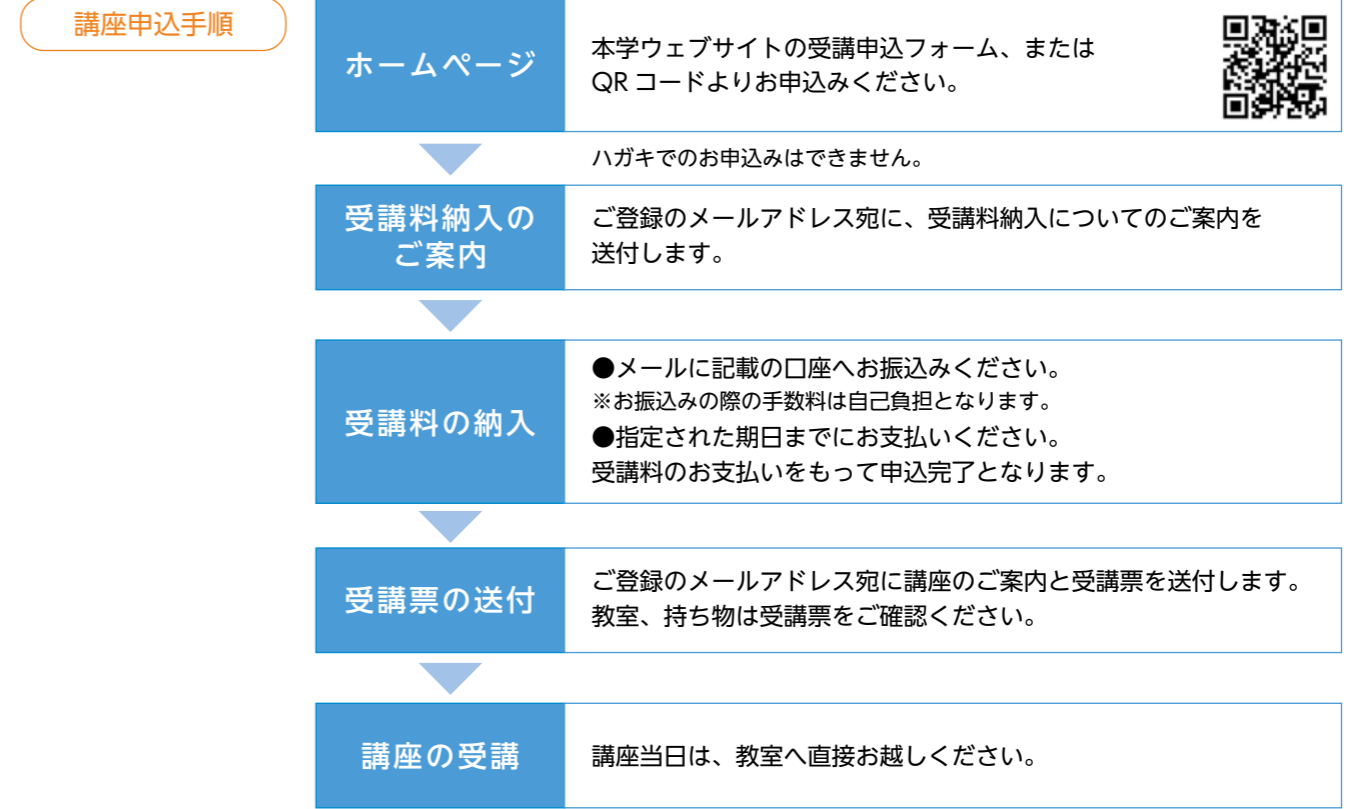 講座申込手順
ホームページ
本学ウェブサイトの受講申込フォーム、または
QR コードよりお申込みください。
ハガキでのお申込みはできません。
受講料納入の
ご案内
ご登録のメールアドレス宛に、受講料納入についてのご案内を
送付します。
受講料の納入
●メールに記載の口座へお振込みください。
※お振込みの際の手数料は自己負担となります。
●指定された期日までにお支払いください。
受講料のお支払いをもって申込完了となります。
受講票の送付
ご登録のメールアドレス宛に講座のご案内と受講票を送付します。
教室、持ち物は受講票をご確認ください。
講座の受講
講座当日は、教室へ直接お越しください。